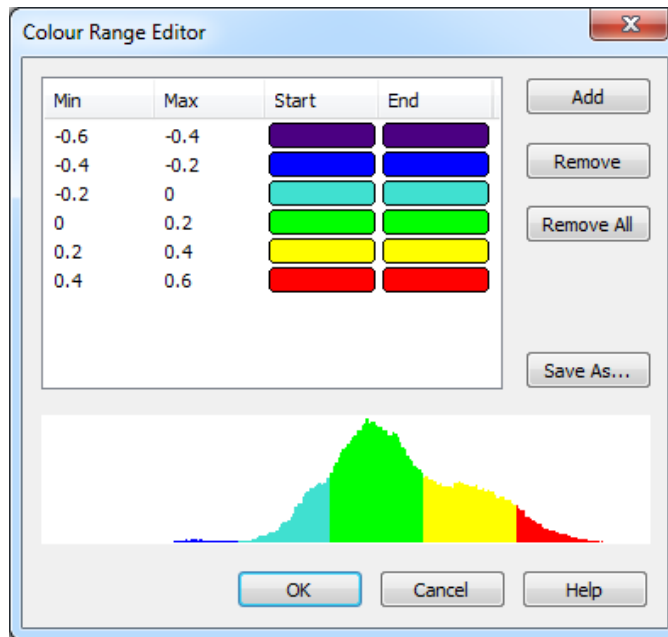 Colour Range Editor
X
Min Max Start End
-0.6 -0.4
-0.4 -0.2
-0.2 0
0 0.2
0.2 0.4
0.4 0.6
Add
Remove
Remove All
Save As...
OK Cancel Help